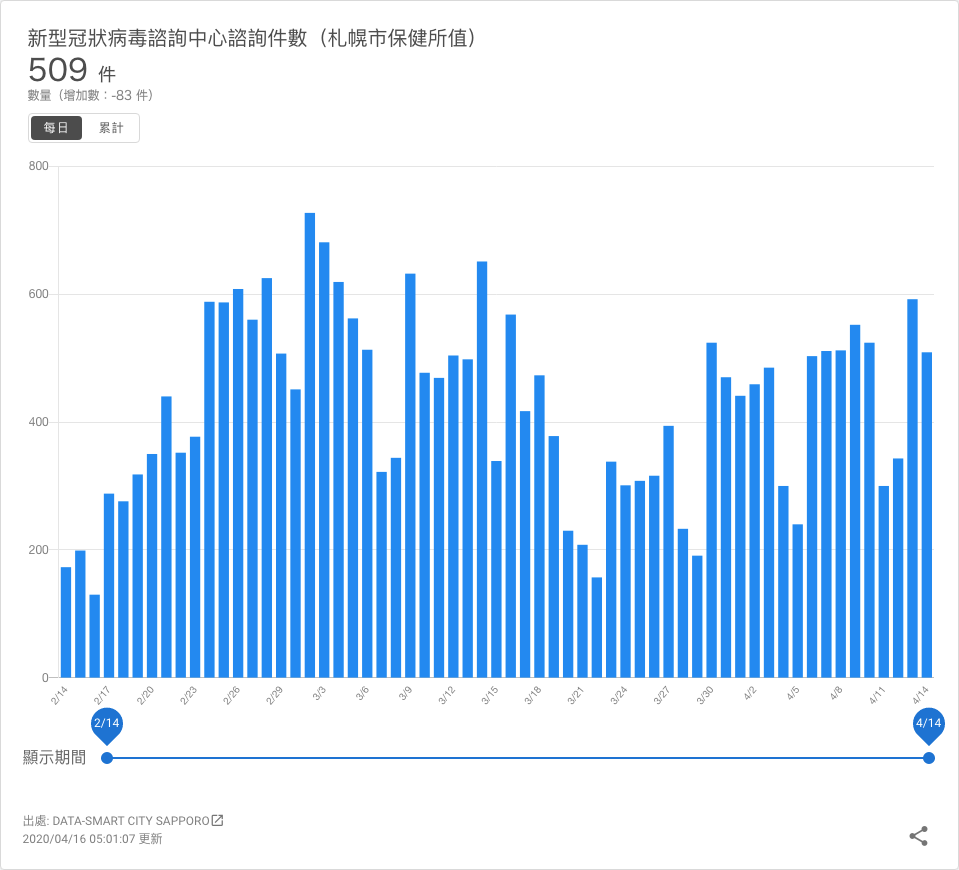 新型冠狀病毒諮詢中心諮詢件數（札幌市保健所值）
509 件
數量（增加數：-83 件）
每日 累計
800
600
400
200
0
2/14 2/17 2/20 2/23 2/26 2/29 3/3 3/6 3/9 3/12 3/15 3/18 3/21 3/24 3/27 3/30 4/2 4/5 4/8 4/11 4/14
2/14 4/14
顯示期間
出處: DATA-SMART CITY SAPPORO
2020/04/16 05:01:07 更新